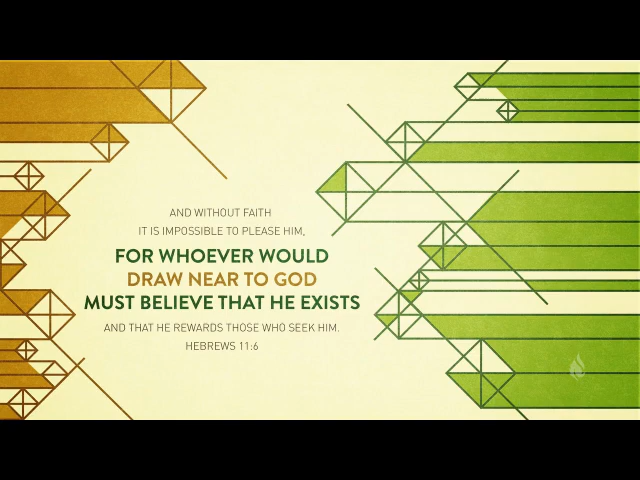 AND WITHOUT FAITH
IT IS IMPOSSIBLE TO PLEASE HIM,
FOR WHOEVER WOULD
DRAW NEAR TO GOD
MUST BELIEVE THAT HE EXISTS
AND THAT HE REWARDS THOSE WHO SEEK HIM.
HEBREWS 11:6